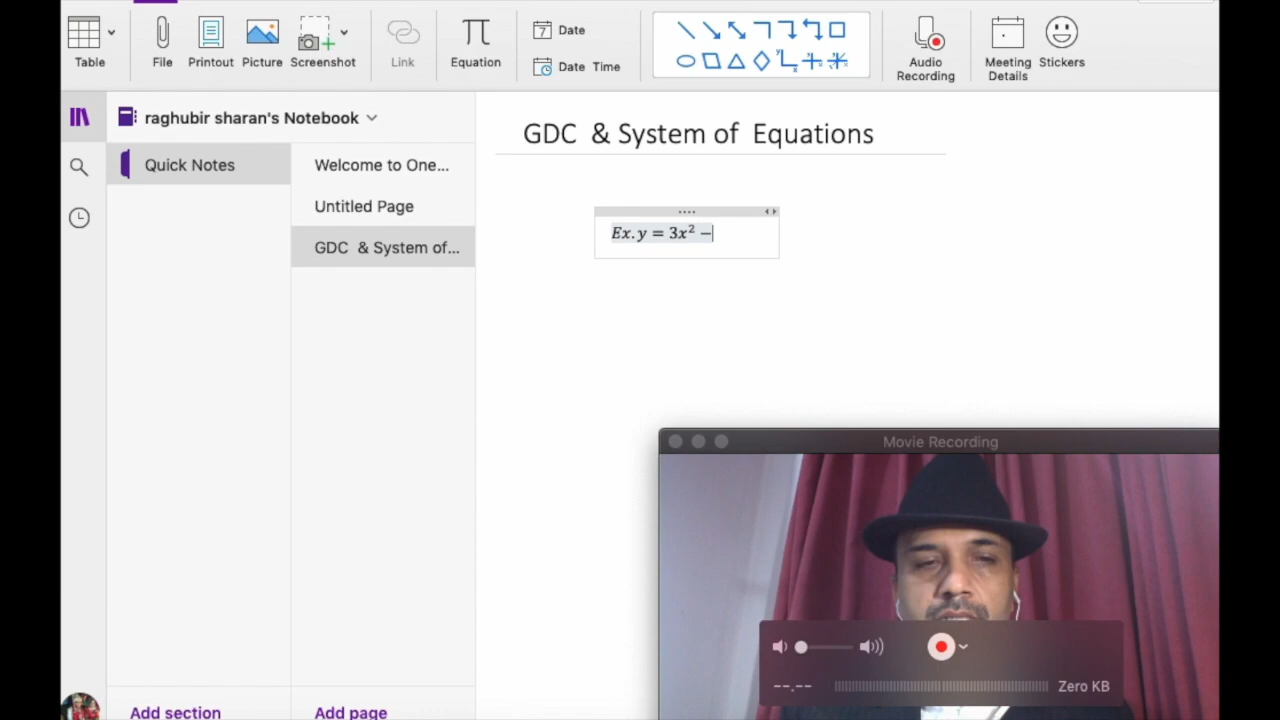 Table
File
Printout
Picture
Screenshot
Link
Equation
Date
Date Time
Audio Recording
Meeting Details
Stickers
raghubir sharan's Notebook
Quick Notes
Welcome to One...
Untitled Page
GDC & System of...
Add section
Add page
GDC & System of Equations
Ex. y = 3x² −
Movie Recording
--.--
Zero KB